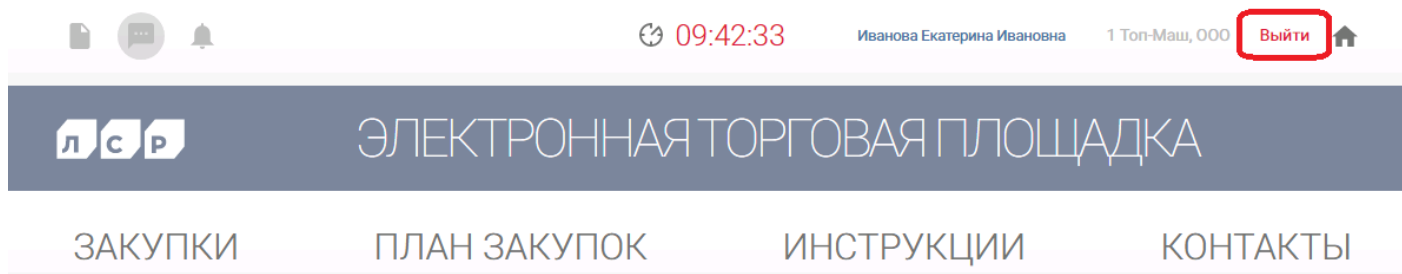 09:42:33 Иванова Екатерина Ивановна 1 Топ-Маш, ООО Выйти
ЛСР ЭЛЕКТРОННАЯ ТОРГОВАЯ ПЛОЩАДКА
ЗАКУПКИ ПЛАН ЗАКУПОК ИНСТРУКЦИИ КОНТАКТЫ